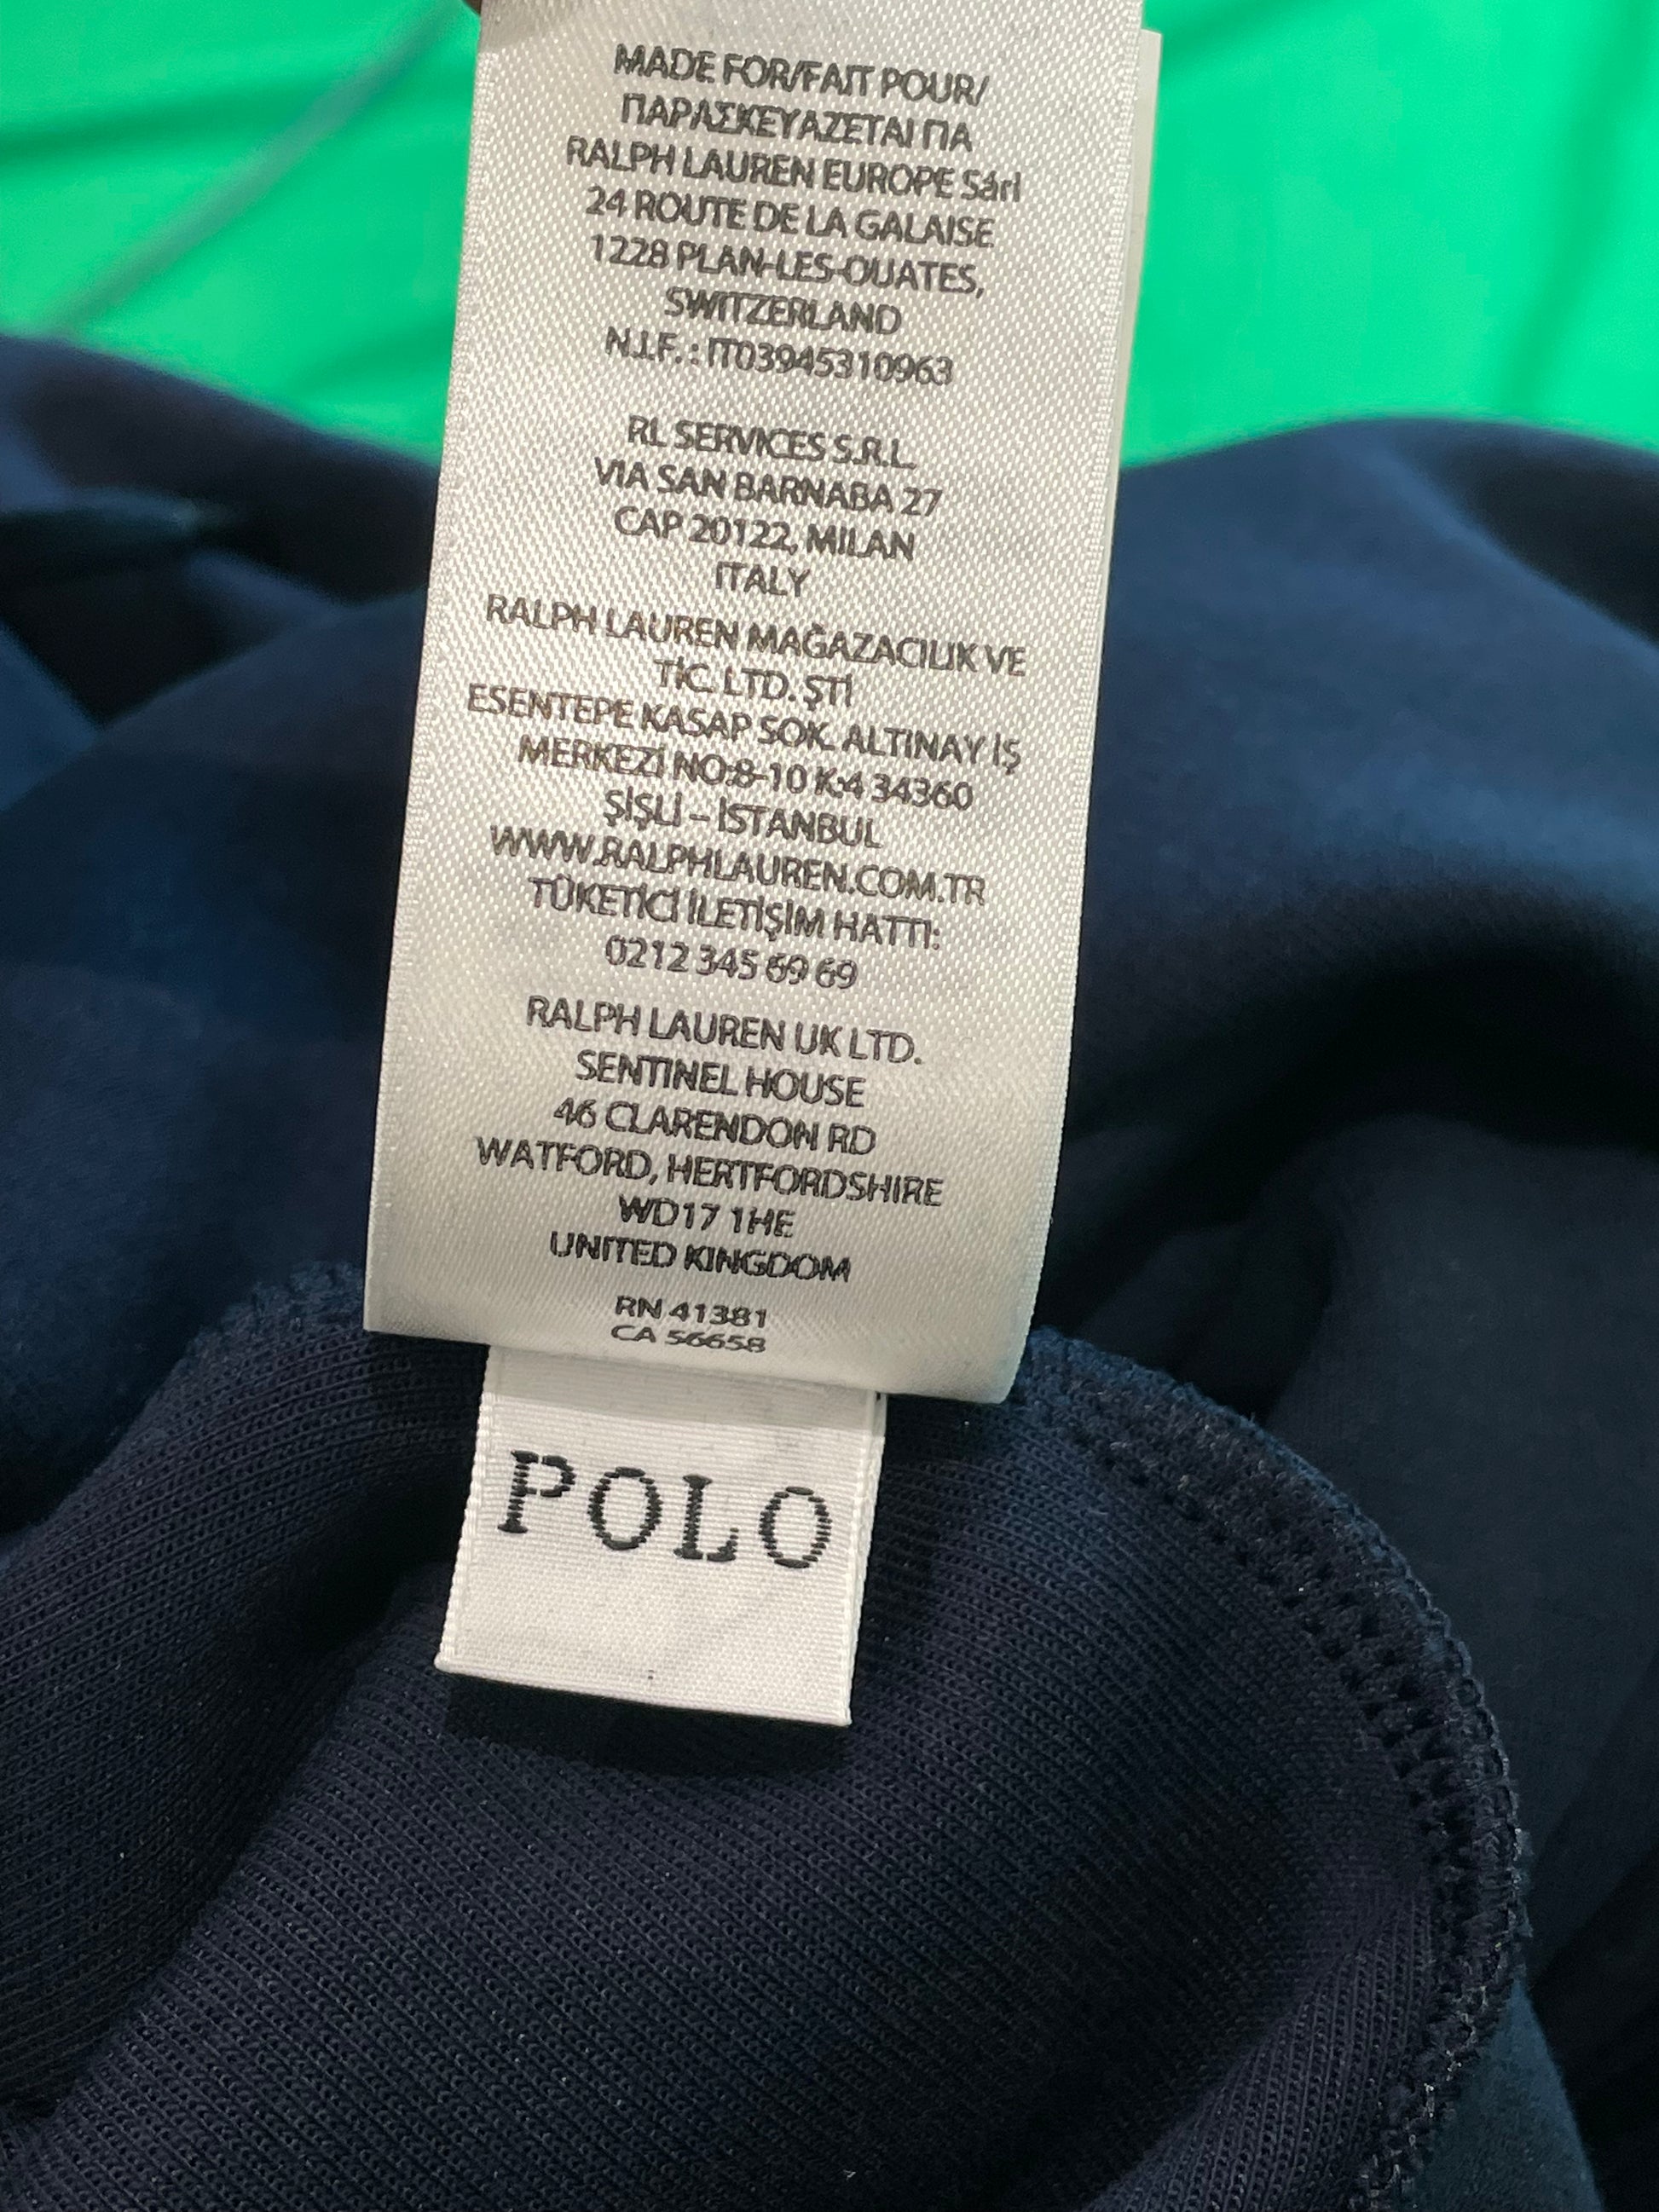 MADE FOR/FAIT POUR/
ΠΑΡΑΣΚΕΥΑΖΕΤΑΙ ΓΙΑ
RALPH LAUREN EUROPE Sárl
24 ROUTE DE LA GALAISE
1228 PLAN-LES-OUATES,
SWITZERLAND
N.I.F. : IT03945310963
RL SERVICES S.R.L.
VIA SAN BARNABA 27
CAP 20122, MILAN
ITALY
RALPH LAUREN MAĞAZACILIK VE
TİC. LTD. ŞTİ
ESENTEPE KASAP SOK. ALTINAY İŞ
MERKEZİ NO:8-10 K:4 34360
ŞİŞLİ – İSTANBUL
WWW.RALPHLAUREN.COM.TR
TÜKETİCİ İLETİŞİM HATTI:
0212 345 69 69
RALPH LAUREN UK LTD.
SENTINEL HOUSE
46 CLARENDON RD
WATFORD, HERTFORDSHIRE
WD17 1HE
UNITED KINGDOM
RN 41381
CA 56658
POLO